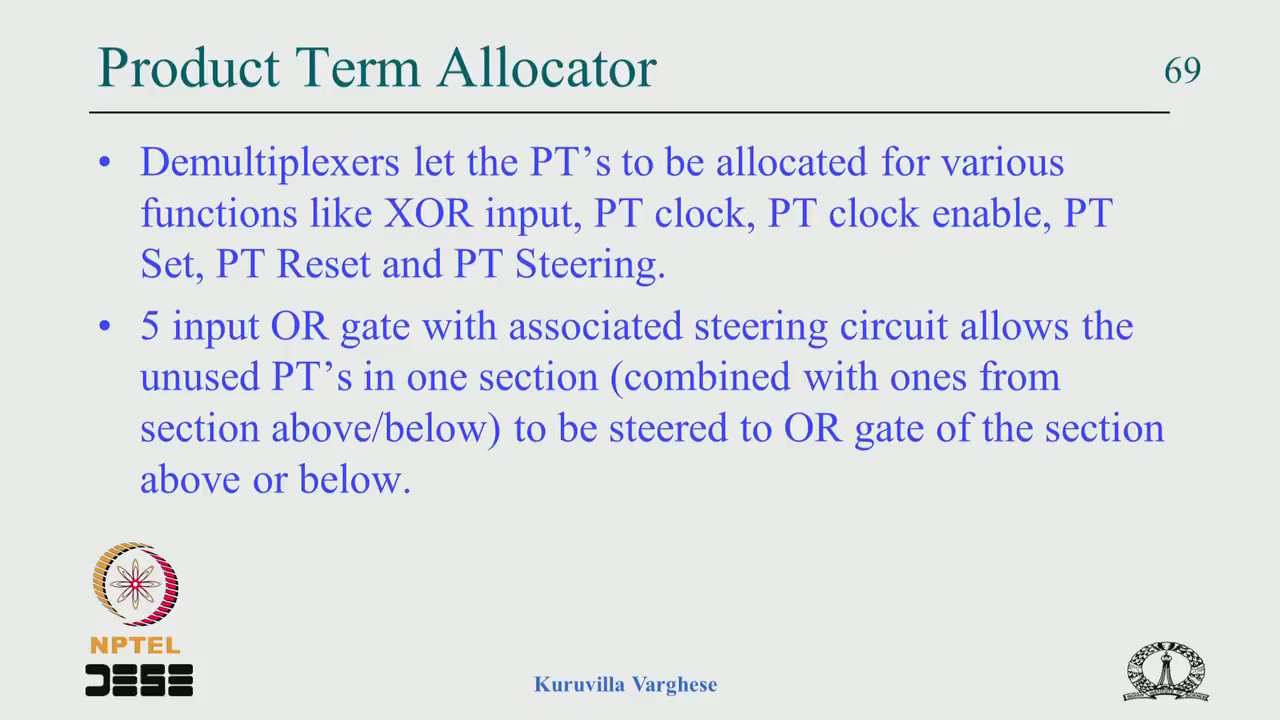 Product Term Allocator
69
• Demultiplexers let the PT’s to be allocated for various
functions like XOR input, PT clock, PT clock enable, PT
Set, PT Reset and PT Steering.
• 5 input OR gate with associated steering circuit allows the
unused PT’s in one section (combined with ones from
section above/below) to be steered to OR gate of the section
above or below.
NPTEL
DESE
Kuruvilla Varghese